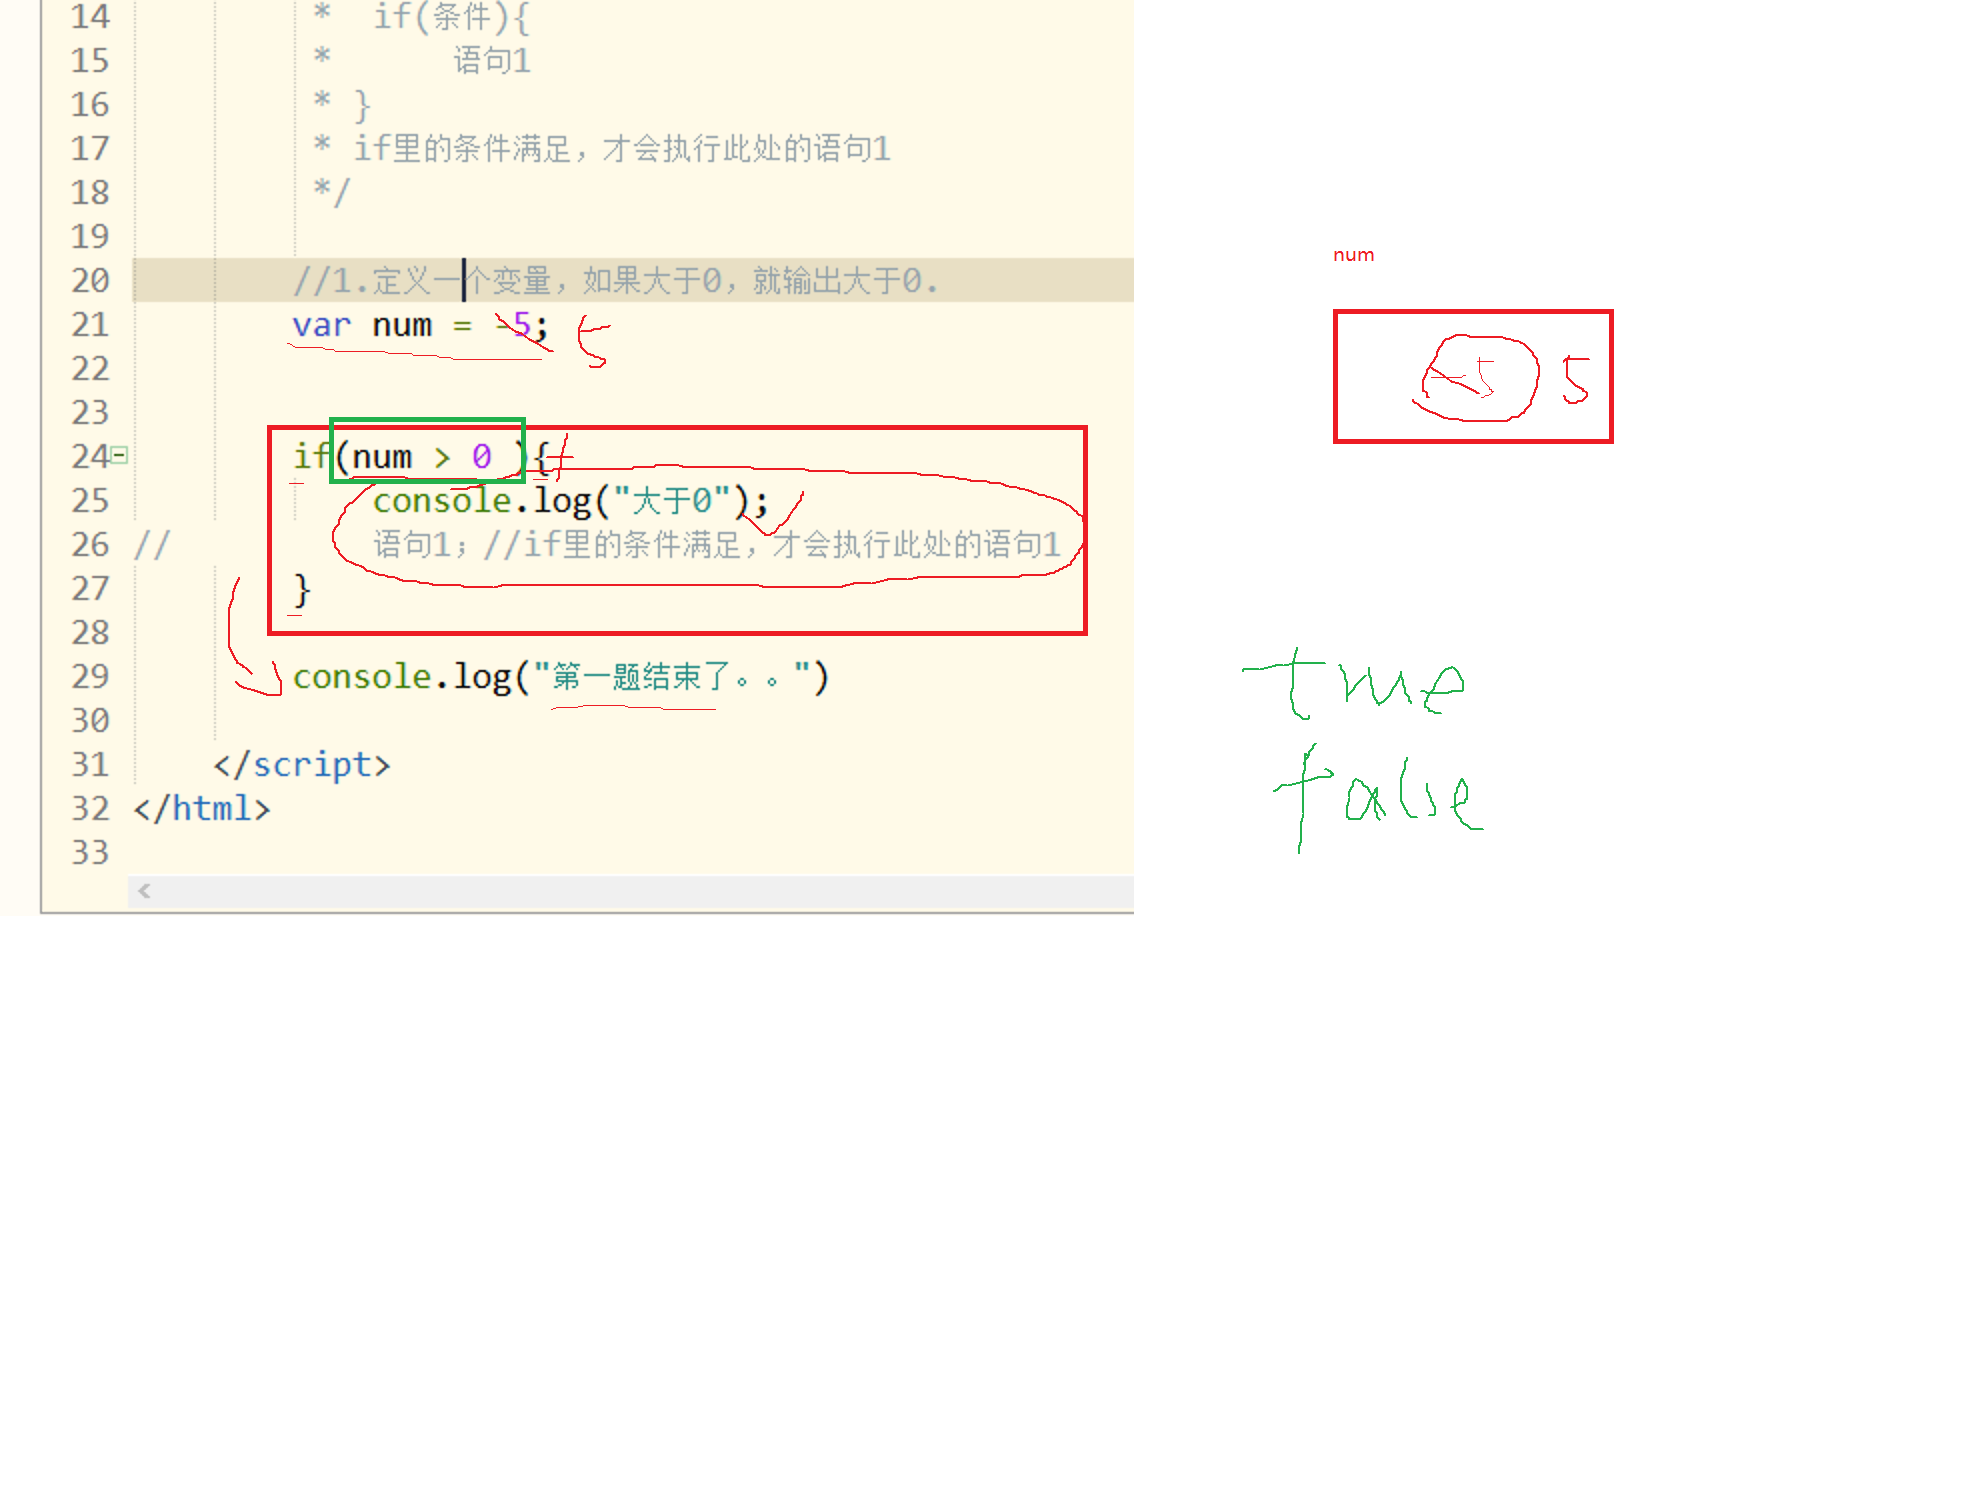 14 * if(条件){
15 * 语句1
16 * }
17 * if里的条件满足，才会执行此处的语句1
18 */
19
20 //1.定义一个变量，如果大于0，就输出大于0.
21 var num = -5; 5
22
23
24 if(num > 0 ){
25 console.log("大于0");
26 // 语句1；//if里的条件满足，才会执行此处的语句1
27 }
28
29 console.log("第一题结束了。。")
30
31 </script>
32 </html>
33
num
-5 5
true
false